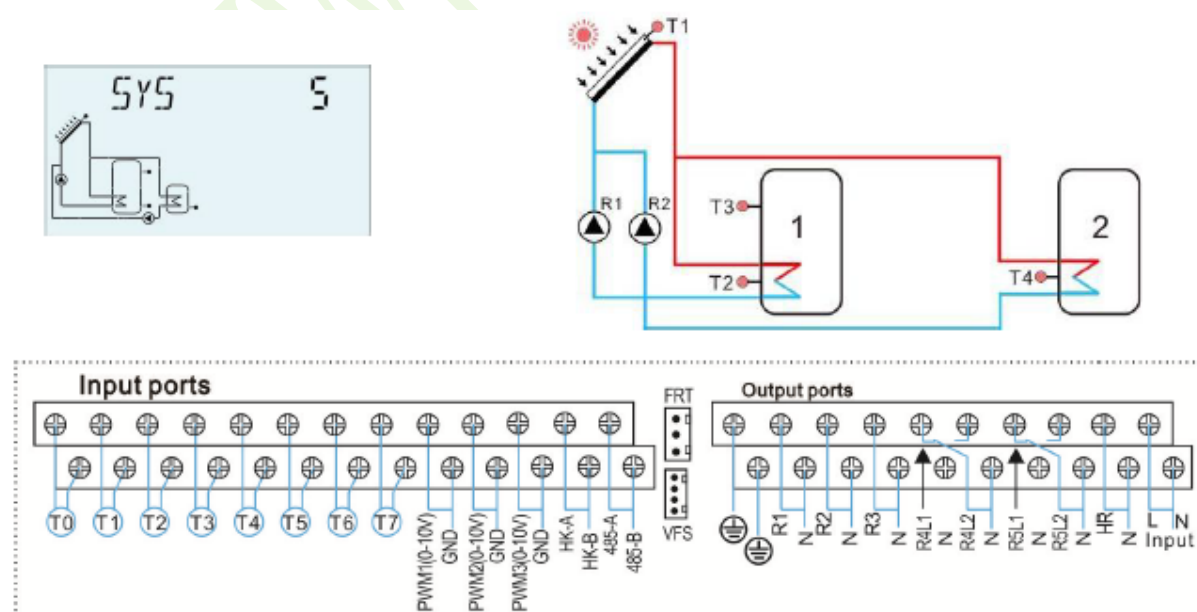 SYS 5
T1
R1 R2
T3
T2
1
T4
2
Input ports
FRT
VFS
Output ports
T0 T1 T2 T3 T4 T5 T6 T7
PWM1(0-10V)
GND
PWM2(0-10V)
GND
PWM3(0-10V)
GND
HK-A
HK-B
485-A
485-B
R1
N
R2
N
R3
N
R4L1
N
R4L2
N
R5L1
N
R5L2
N
HR
N
L N
Input